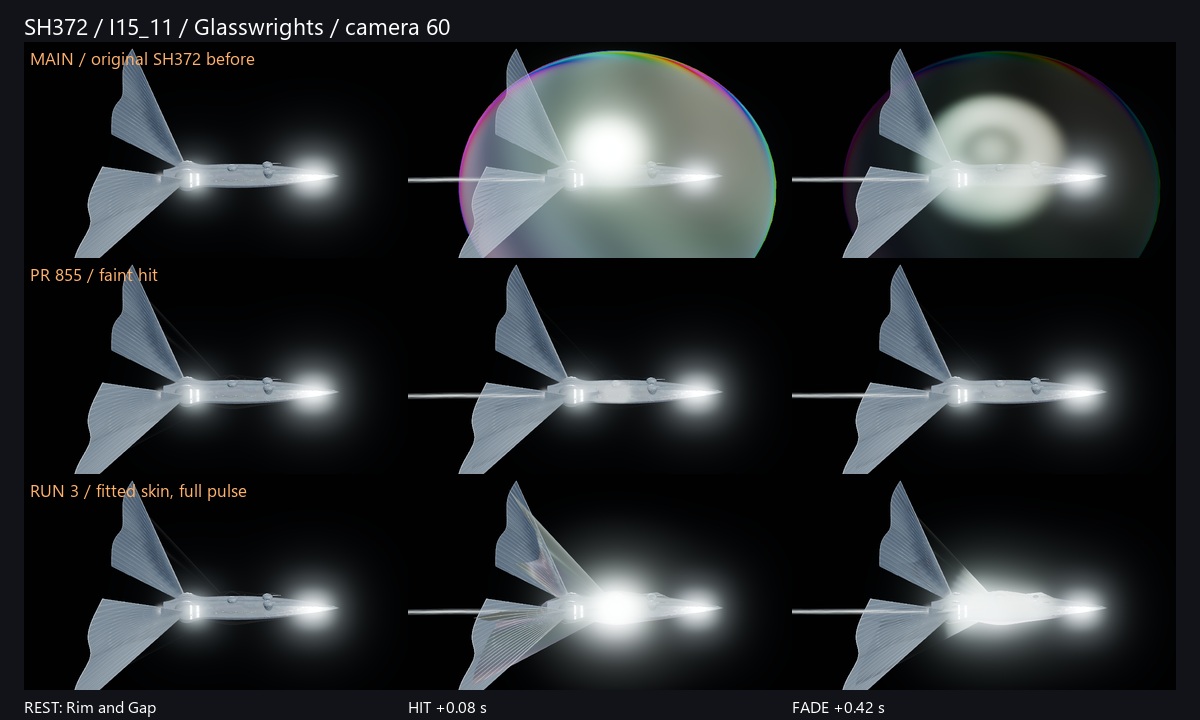 SH372 / I15_11 / Glasswrights / camera 60
MAIN / original SH372 before
PR 855 / faint hit
RUN 3 / fitted skin, full pulse
REST: Rim and Gap
HIT +0.08 s
FADE +0.42 s